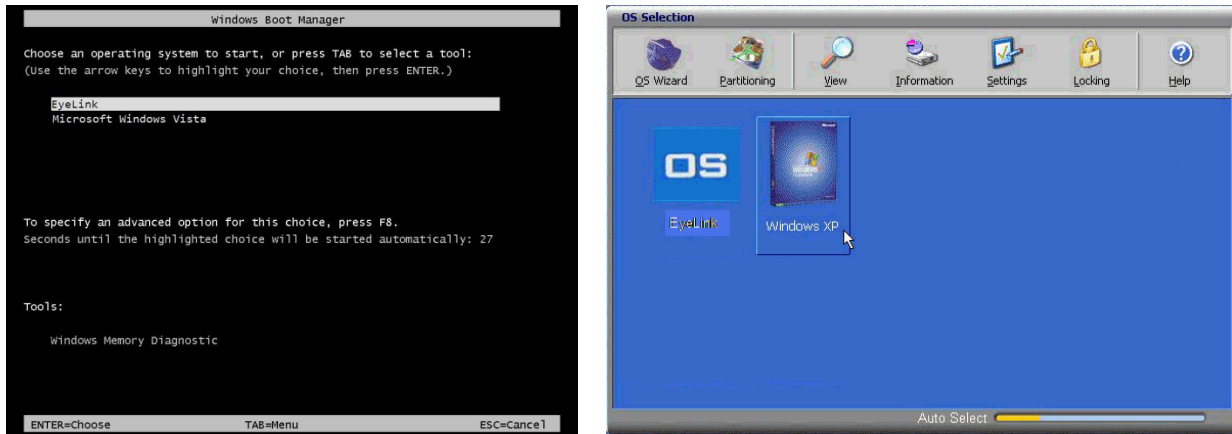 Windows Boot Manager
Choose an operating system to start, or press TAB to select a tool:
(Use the arrow keys to highlight your choice, then press ENTER.)
EyeLink
Microsoft Windows Vista
To specify an advanced option for this choice, press F8.
Seconds until the highlighted choice will be started automatically: 27
Tools:
Windows Memory Diagnostic
ENTER=Choose TAB=Menu ESC=Cancel
OS Selection
OS Wizard Partitioning View Information Settings Locking Help
OS
EyeLink Windows XP
Auto Select